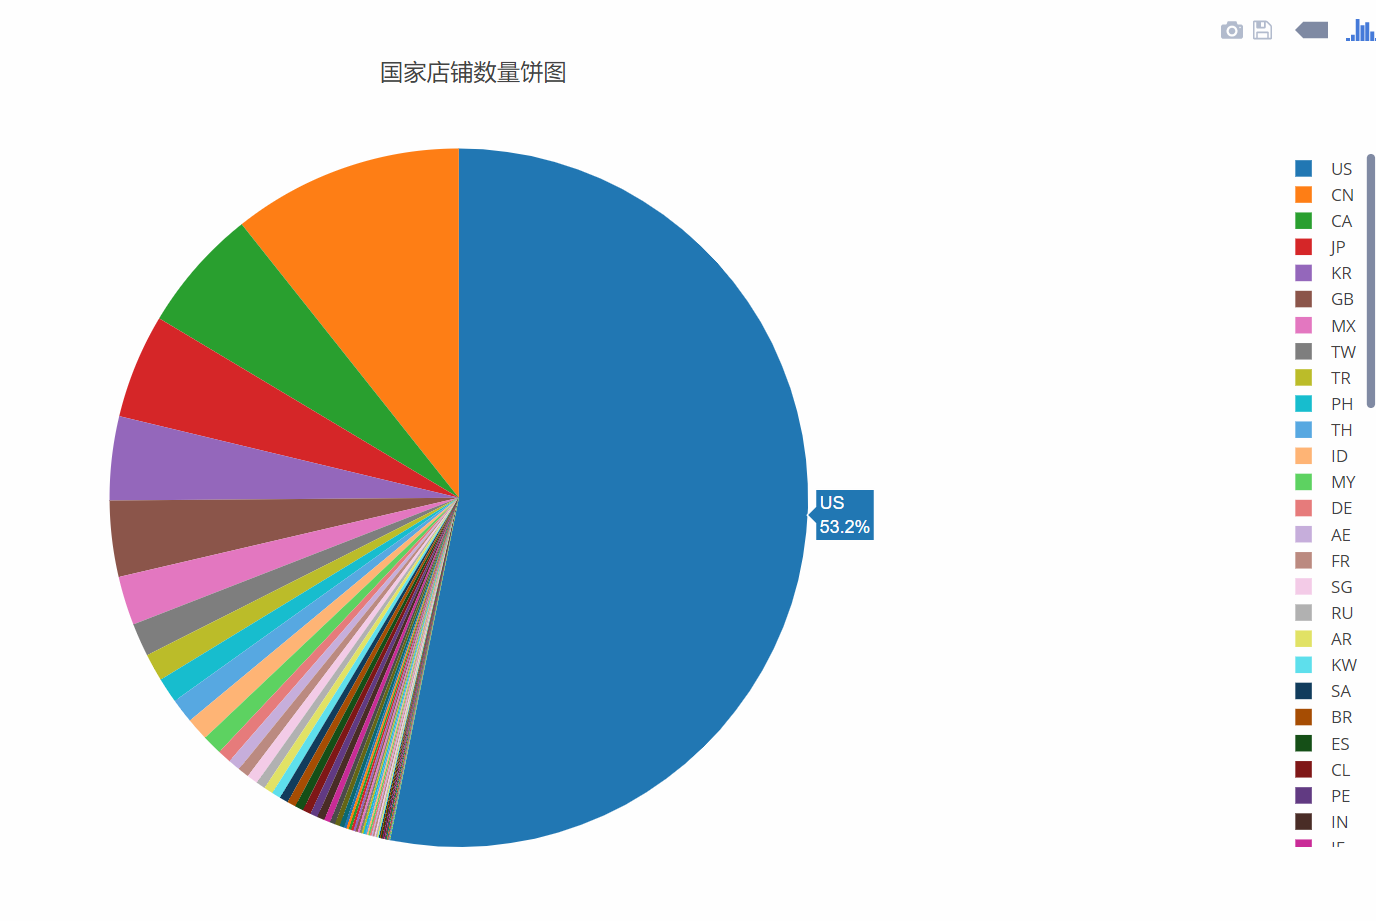 国家店铺数量饼图
US
53.2%
US
CN
CA
JP
KR
GB
MX
TW
TR
PH
TH
ID
MY
DE
AE
FR
SG
RU
AR
KW
SA
BR
ES
CL
PE
IN